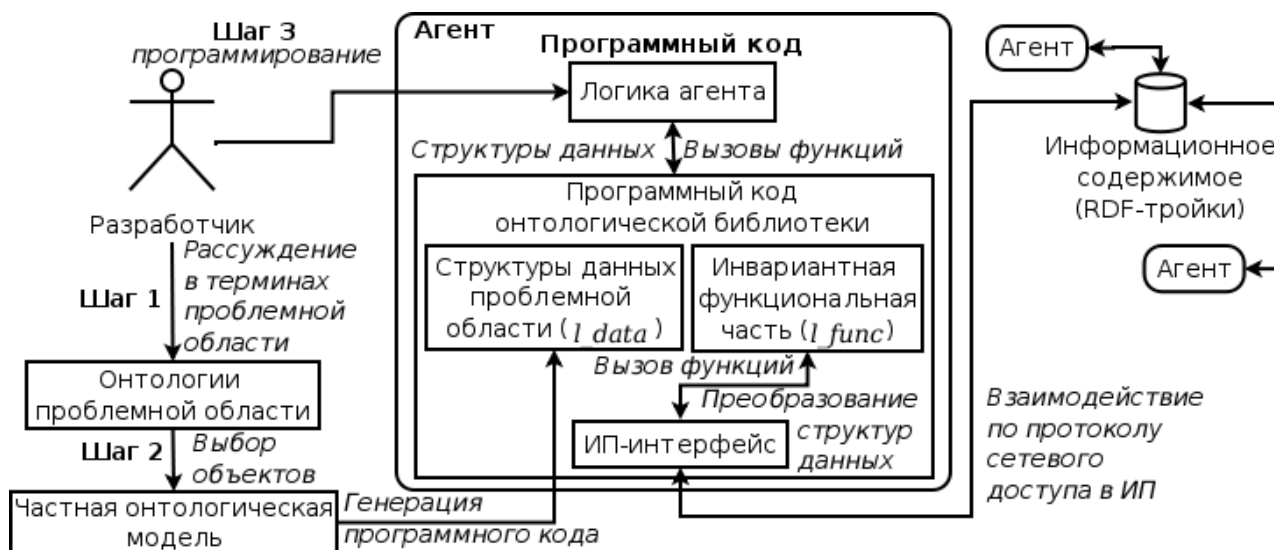 Шаг 3
программирование
Разработчик
Шаг 1
Рассуждение
в терминах
проблемной
области
Онтологии
проблемной области
Шаг 2
Выбор
объектов
Частная онтологическая
модель
Генерация
программного кода
Агент
Программный код
Логика агента
Структуры данных
Вызовы функций
Программный код
онтологической библиотеки
Структуры данных
проблемной
области (l_data)
Инвариантная
функциональная
часть (l_func)
Вызов функций
Преобразование
структур
данных
ИП-интерфейс
Агент
Информационное
содержимое
(RDF-тройки)
Агент
Взаимодействие
по протоколу
сетевого
доступа в ИП